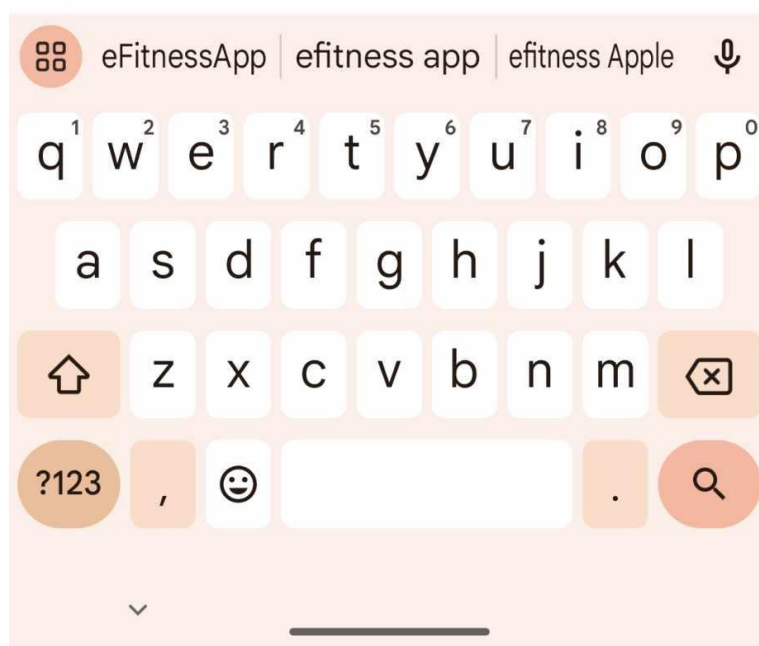 eFitnessApp efitness app efitness Apple
q1 w2 e3 r4 t5 y6 u7 i8 o9 p0
a s d f g h j k l
z x c v b n m
?123 , .